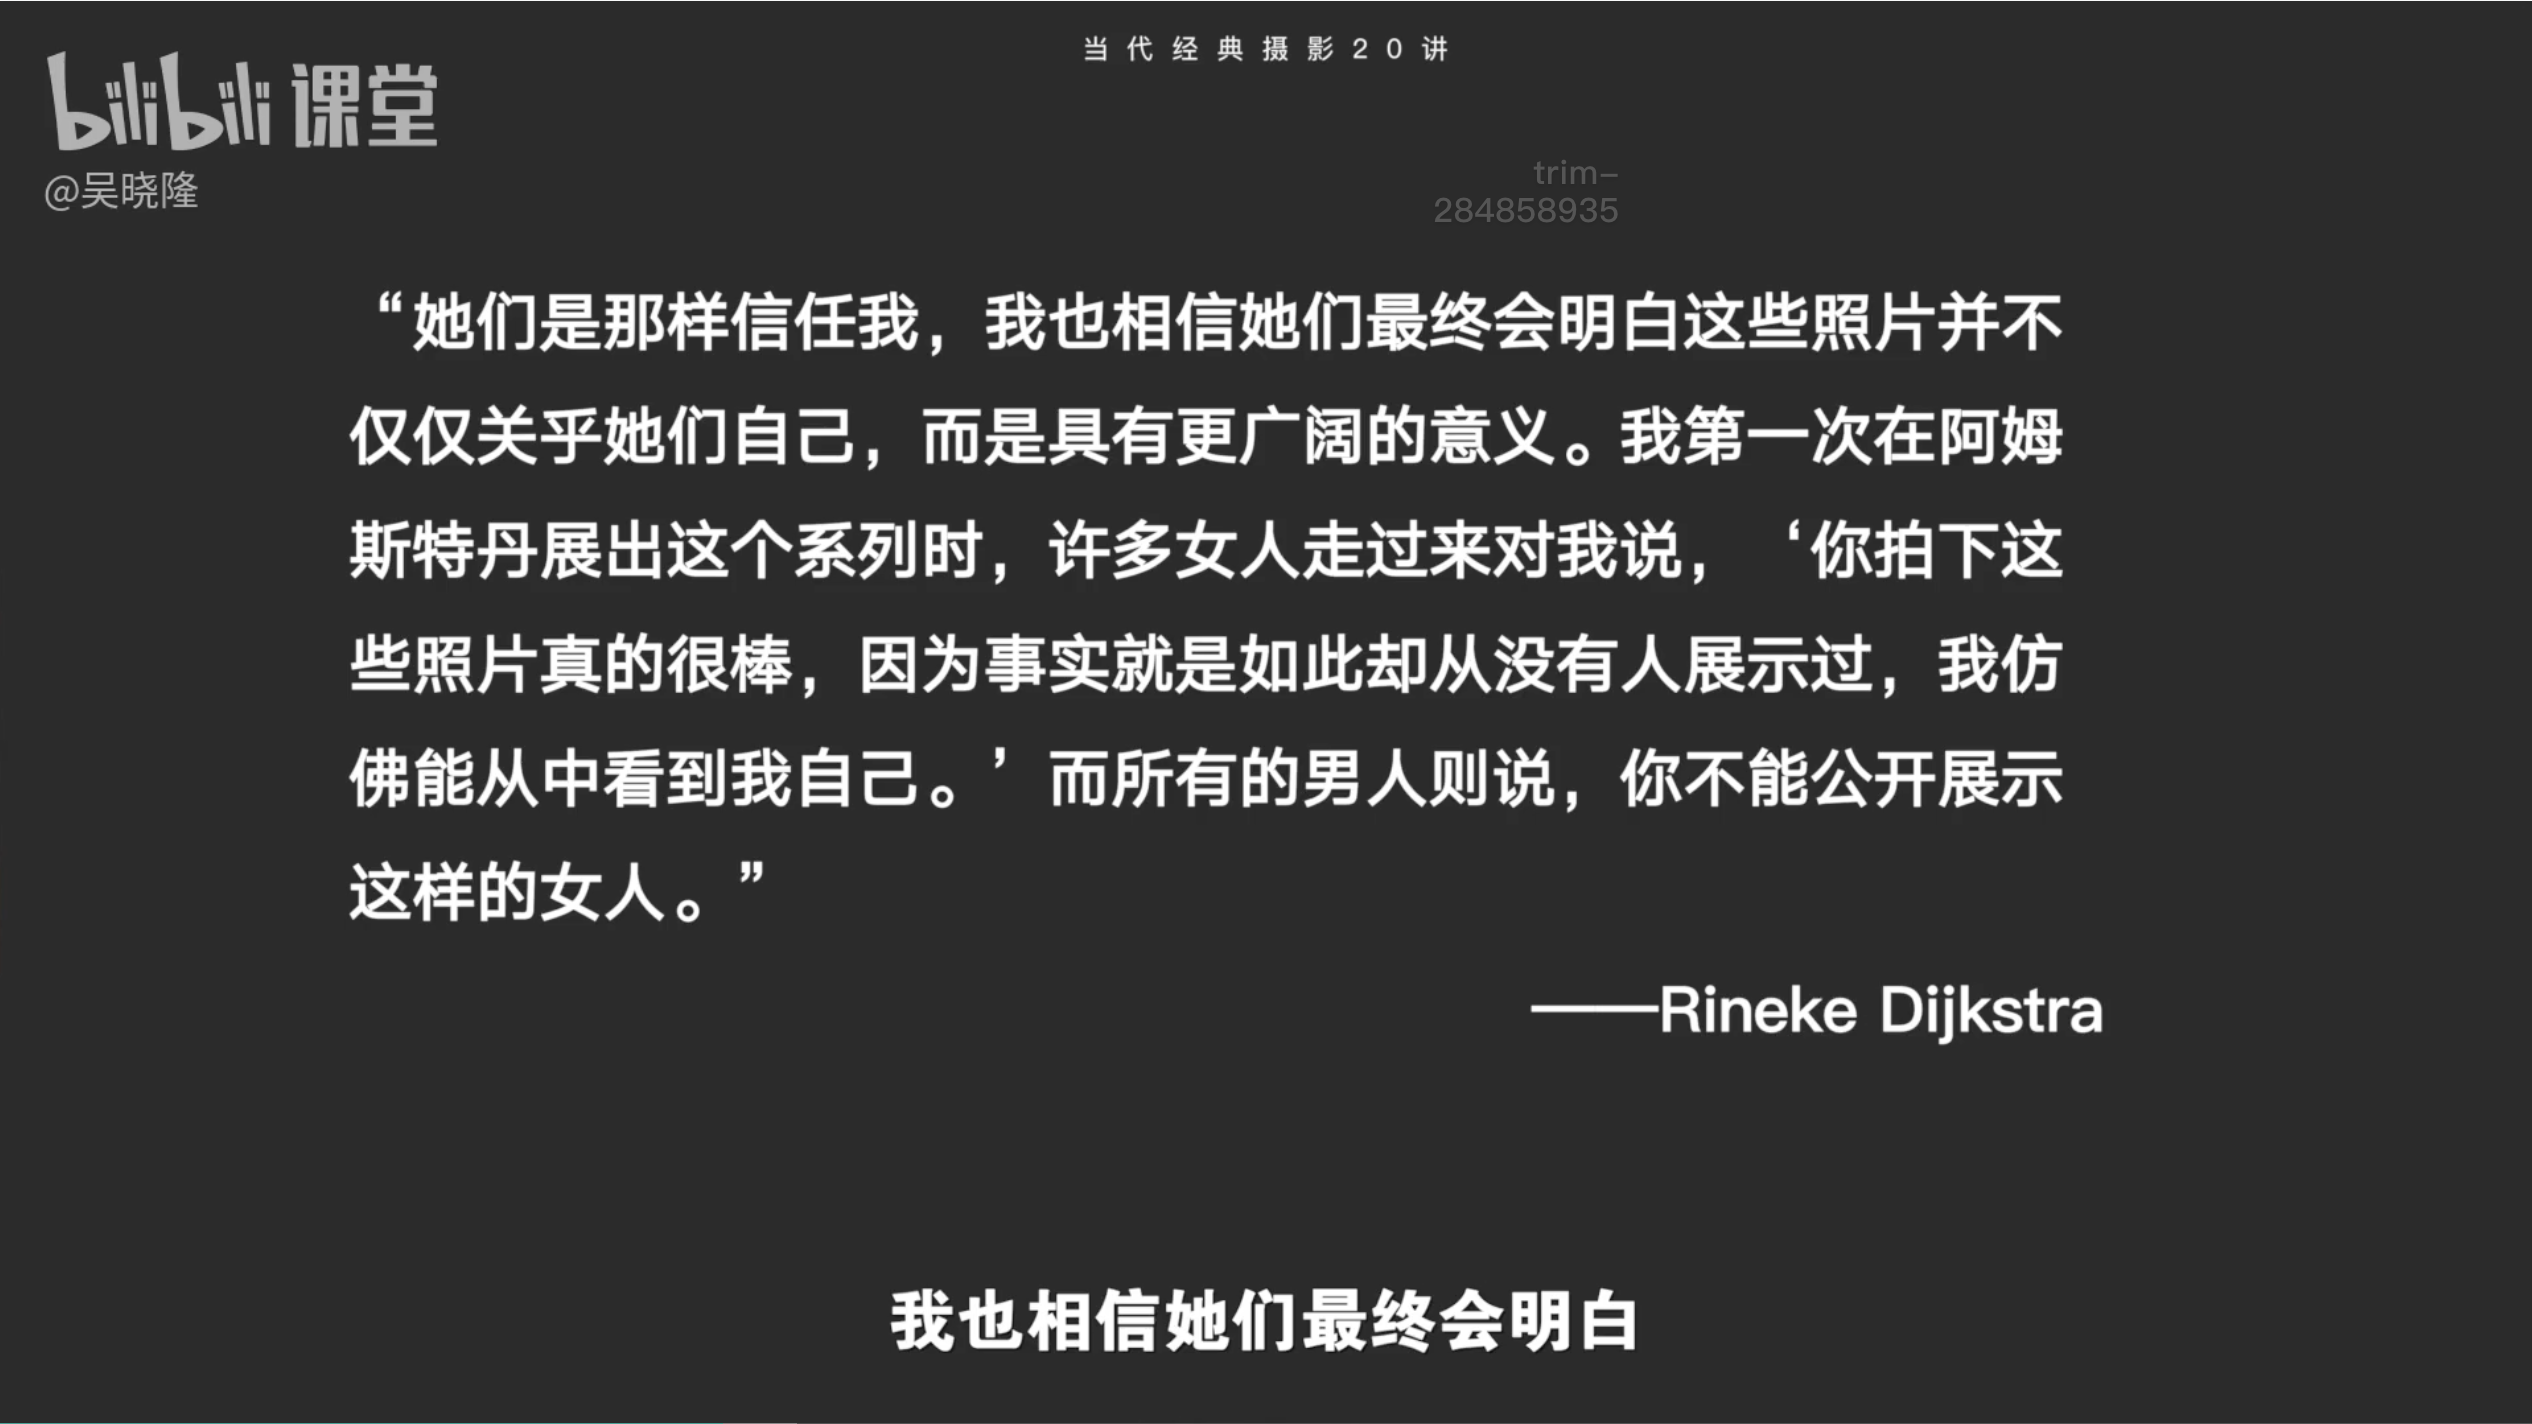 当代经典摄影20讲
bilibili 课堂
@吴晓隆
trim-
284858935
“她们是那样信任我，我也相信她们最终会明白这些照片并不
仅仅关乎她们自己，而是具有更广阔的意义。我第一次在阿姆
斯特丹展出这个系列时，许多女人走过来对我说，‘你拍下这
些照片真的很棒，因为事实就是如此却从没有人展示过，我仿
佛能从中看到我自己。’而所有的男人则说，你不能公开展示
这样的女人。”
——Rineke Dijkstra
我也相信她们最终会明白